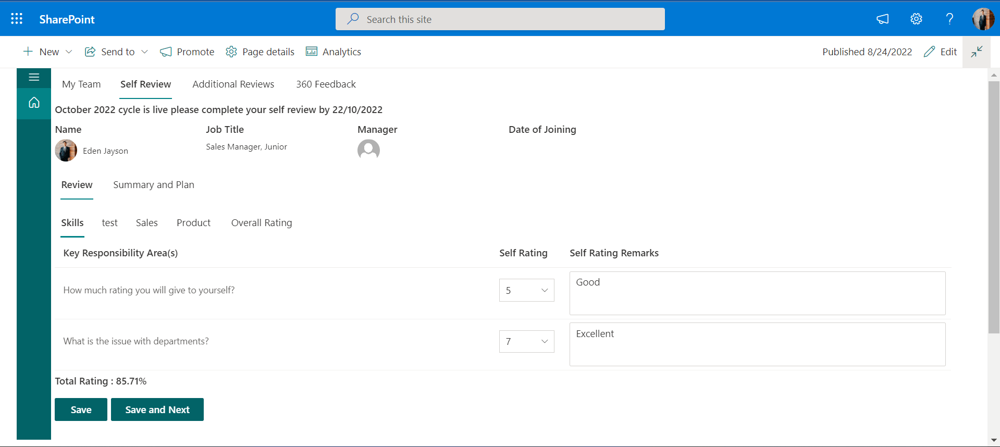 SharePoint
Search this site
New
Send to
Promote
Page details
Analytics
Published 8/24/2022
Edit
My Team
Self Review
Additional Reviews
360 Feedback
October 2022 cycle is live please complete your self review by 22/10/2022
Name
Job Title
Manager
Date of Joining
Eden Jayson
Sales Manager, Junior
Review
Summary and Plan
Skills
test
Sales
Product
Overall Rating
Key Responsibility Area(s)
Self Rating
Self Rating Remarks
How much rating you will give to yourself?
5
Good
What is the issue with departments?
7
Excellent
Total Rating : 85.71%
Save
Save and Next